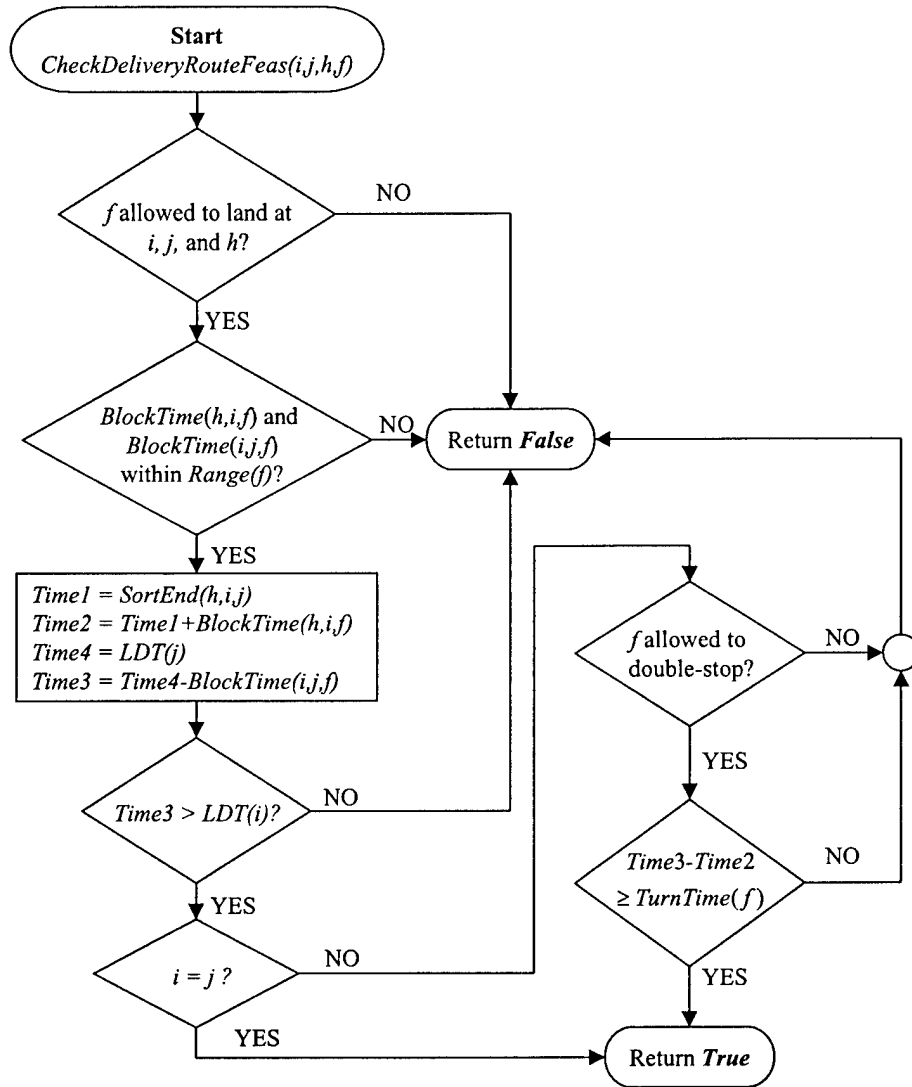 Start
CheckDeliveryRouteFeas(i,j,h,f)
f allowed to land at
i, j, and h?
NO
YES
BlockTime(h,i,f) and
BlockTime(i,j,f)
within Range(f)?
NO
Return False
YES
Time1 = SortEnd(h,i,j)
Time2 = Time1+BlockTime(h,i,f)
Time4 = LDT(j)
Time3 = Time4-BlockTime(i,j,f)
f allowed to
double-stop?
NO
YES
Time3 > LDT(i)?
NO
YES
Time3-Time2
≥ TurnTime(f)
NO
YES
i = j ?
NO
YES
Return True